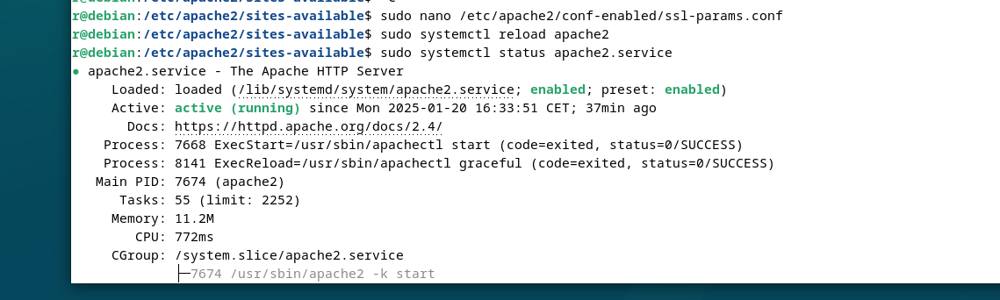 r@debian:/etc/apache2/sites-available$ sudo nano /etc/apache2/conf-enabled/ssl-params.conf
r@debian:/etc/apache2/sites-available$ sudo systemctl reload apache2
r@debian:/etc/apache2/sites-available$ sudo systemctl status apache2.service
● apache2.service - The Apache HTTP Server
Loaded: loaded (/lib/systemd/system/apache2.service; enabled; preset: enabled)
Active: active (running) since Mon 2025-01-20 16:33:51 CET; 37min ago
Docs: https://httpd.apache.org/docs/2.4/
Process: 7668 ExecStart=/usr/sbin/apachectl start (code=exited, status=0/SUCCESS)
Process: 8141 ExecReload=/usr/sbin/apachectl graceful (code=exited, status=0/SUCCESS)
Main PID: 7674 (apache2)
Tasks: 55 (limit: 2252)
Memory: 11.2M
CPU: 772ms
CGroup: /system.slice/apache2.service
├─7674 /usr/sbin/apache2 -k start